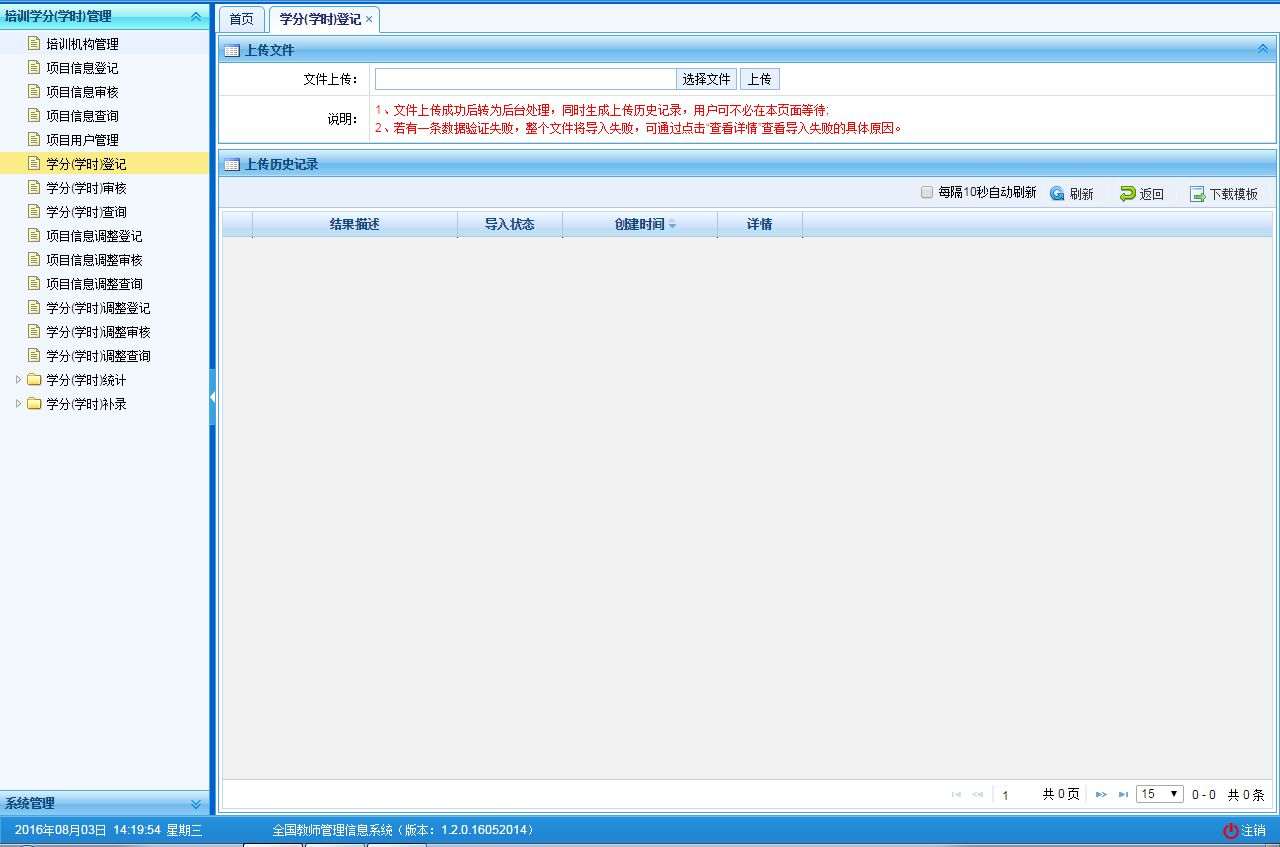 培训学分(学时)管理
培训机构管理
项目信息登记
项目信息审核
项目信息查询
项目用户管理
学分(学时)登记
学分(学时)审核
学分(学时)查询
项目信息调整登记
项目信息调整审核
项目信息调整查询
学分(学时)调整登记
学分(学时)调整审核
学分(学时)调整查询
学分(学时)统计
学分(学时)补录
系统管理
首页 学分(学时)登记 ×
上传文件
文件上传： 选择文件 上传
说明：
1、文件上传成功后转为后台处理，同时生成上传历史记录，用户可不必在本页面等待;
2、若有一条数据验证失败，整个文件将导入失败，可通过点击"查看详情"查看导入失败的具体原因。
上传历史记录
每隔10秒自动刷新 刷新 返回 下载模板
结果描述 导入状态 创建时间 详情
1 共 0 页 15 0 - 0 共 0 条
2016年08月03日 14:19:54 星期三 全国教师管理信息系统（版本：1.2.0.16052014） 注销